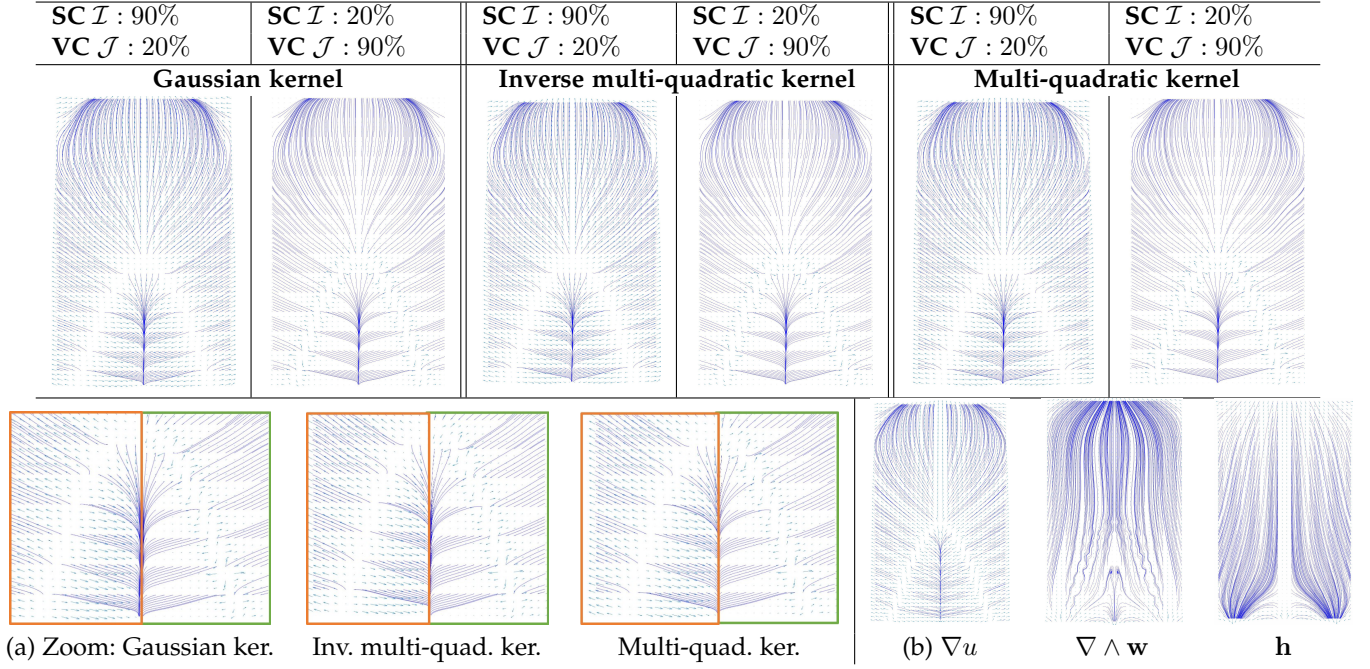 SC ℐ : 90% SC ℐ : 20% SC ℐ : 90% SC ℐ : 20% SC ℐ : 90% SC ℐ : 20%
VC 𝒥 : 20% VC 𝒥 : 90% VC 𝒥 : 20% VC 𝒥 : 90% VC 𝒥 : 20% VC 𝒥 : 90%
Gaussian kernel Inverse multi-quadratic kernel Multi-quadratic kernel
(a) Zoom: Gaussian ker. Inv. multi-quad. ker. Multi-quad. ker. (b) ∇u ∇ ∧ w h